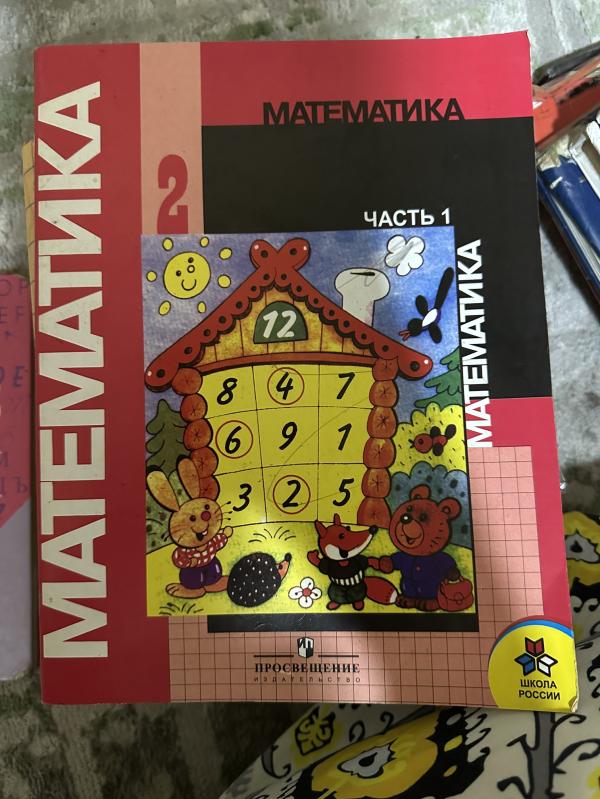 МАТЕМАТИКА
2
МАТЕМАТИКА
ЧАСТЬ 1
МАТЕМАТИКА
12
8 4 7
6 9 1
3 2 5
ПРОСВЕЩЕНИЕ
ИЗДАТЕЛЬСТВО
ШКОЛА
РОССИИ